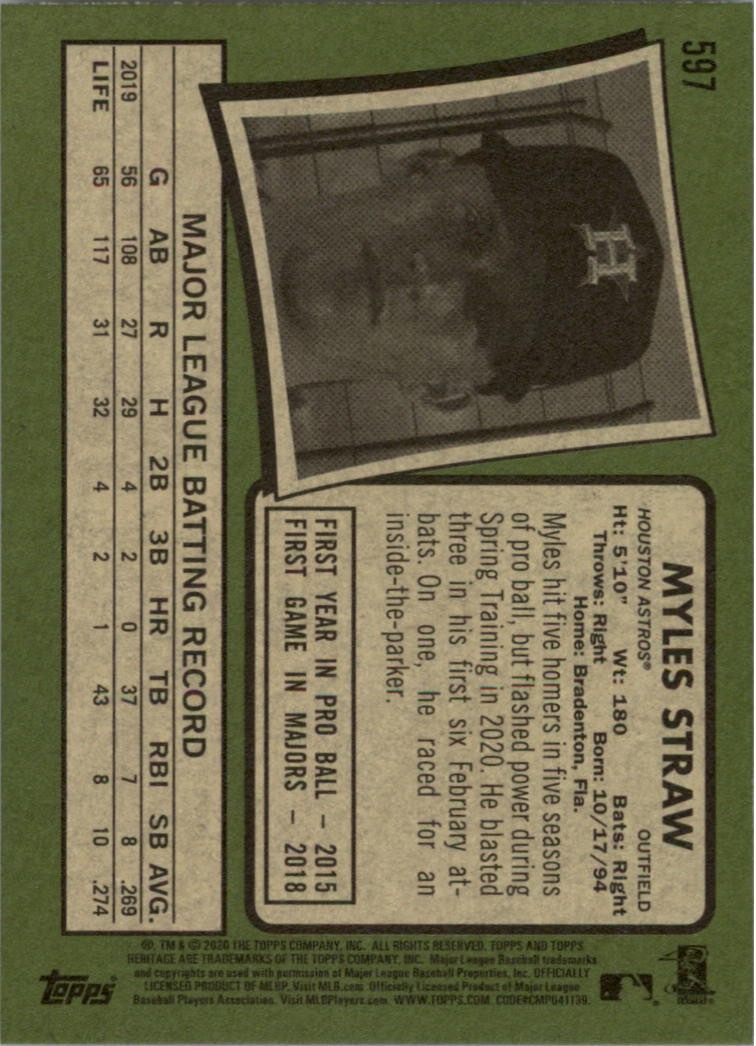 597
MYLES STRAW
HOUSTON ASTROS® OUTFIELD
Ht: 5'10" Wt: 180 Bats: Right
Throws: Right Born: 10/17/94
Home: Bradenton, Fla.
Myles hit five homers in five seasons
of pro ball, but flashed power during
Spring Training in 2020. He blasted
three in his first six February at-
bats. On one, he raced for an
inside-the-parker.
FIRST YEAR IN PRO BALL – 2015
FIRST GAME IN MAJORS – 2018
H
MAJOR LEAGUE BATTING RECORD
G AB R H 2B 3B HR TB RBI SB AVG.
2019 56 108 27 29 4 2 0 37 7 8 .269
LIFE 65 117 31 32 4 2 1 43 8 10 .274
®, TM & © 2020 THE TOPPS COMPANY, INC. ALL RIGHTS RESERVED. TOPPS AND TOPPS
HERITAGE ARE TRADEMARKS OF THE TOPPS COMPANY, INC. Major League Baseball trademarks
and copyrights are used with permission of Major League Baseball Properties, Inc. OFFICIALLY
LICENSED PRODUCT OF MLBP. Visit MLB.com Officially Licensed Product of Major League
Baseball Players Association. Visit MLBPlayers.com. WWW.TOPPS.COM. CODE#CMP041139.
Topps